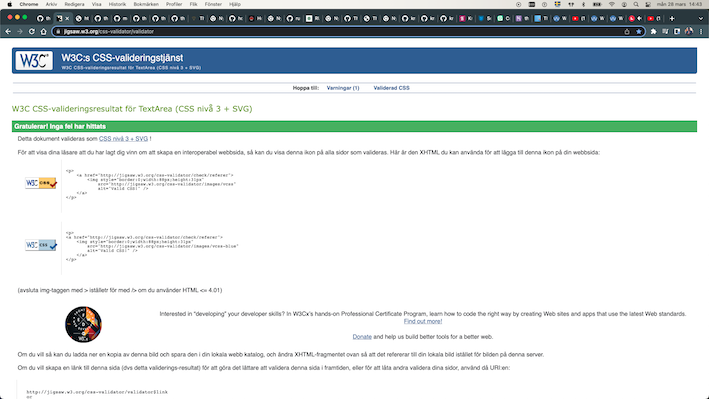 Chrome Arkiv Redigera Visa Historik Bokmärken Profiler Flik Fönster Hjälp mån 28 mars 14:43
jigsaw.w3.org/css-validator/validator
W3C W3C:s CSS-valideringstjänst
W3C CSS-valideringsresultat för TextArea (CSS nivå 3 + SVG)
Hoppa till: Varningar (1) Validerad CSS
W3C CSS-valideringsresultat för TextArea (CSS nivå 3 + SVG)
Gratulerar! Inga fel har hittats
Detta dokument valideras som CSS nivå 3 + SVG !
För att visa dina läsare att du har lagt dig vinn om att skapa en interoperabel webbsida, så kan du visa denna ikon på alla sidor som valideras. Här är den XHTML du kan använda för att lägga till denna ikon på din webbsida:
<p>
<a href="http://jigsaw.w3.org/css-validator/check/referer">
W3C css
<img style="border:0;width:88px;height:31px"
src="http://jigsaw.w3.org/css-validator/images/vcss"
alt="Valid CSS!" />
</a>
</p>
<p>
<a href="http://jigsaw.w3.org/css-validator/check/referer">
<img style="border:0;width:88px;height:31px"
W3C css
src="http://jigsaw.w3.org/css-validator/images/vcss-blue"
alt="Valid CSS!" />
</a>
</p>
(avsluta img-taggen med > iställetr för med /> om du använder HTML <= 4.01)
Interested in "developing" your developer skills? In W3Cx's hands-on Professional Certificate Program, learn how to code the right way by creating Web sites and apps that use the latest Web standards.
Find out more!
W3C
Donate and help us build better tools for a better web.
Om du vill så kan du ladda ner en kopia av denna bild och spara den i din lokala webb katalog, och ändra XHTML-fragmentet ovan så att det refererar till din lokala bild istället för bilden på denna server.
Om du vill skapa en länk till denna sida (dvs detta validerings-resultat) för att göra det lättare att validera denna sida i framtiden, eller för att låta andra validera dina sidor, använd då URI:en:
http://jigsaw.w3.org/css-validator/validator$link
or